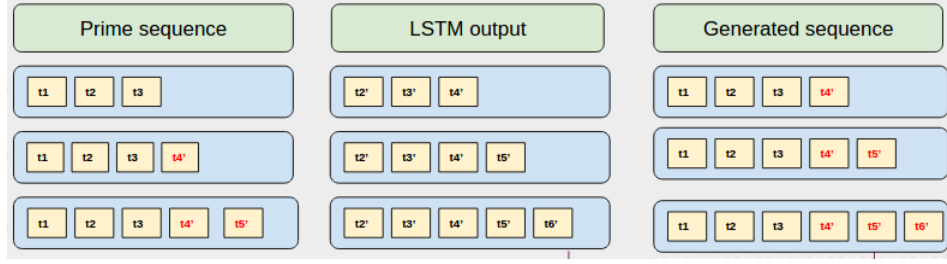 Prime sequence LSTM output Generated sequence
t1 t2 t3 t2’ t3’ t4’ t1 t2 t3 t4’
t1 t2 t3 t4’ t2’ t3’ t4’ t5’ t1 t2 t3 t4’ t5’
t1 t2 t3 t4’ t5’ t2’ t3’ t4’ t5’ t6’ t1 t2 t3 t4’ t5’ t6’